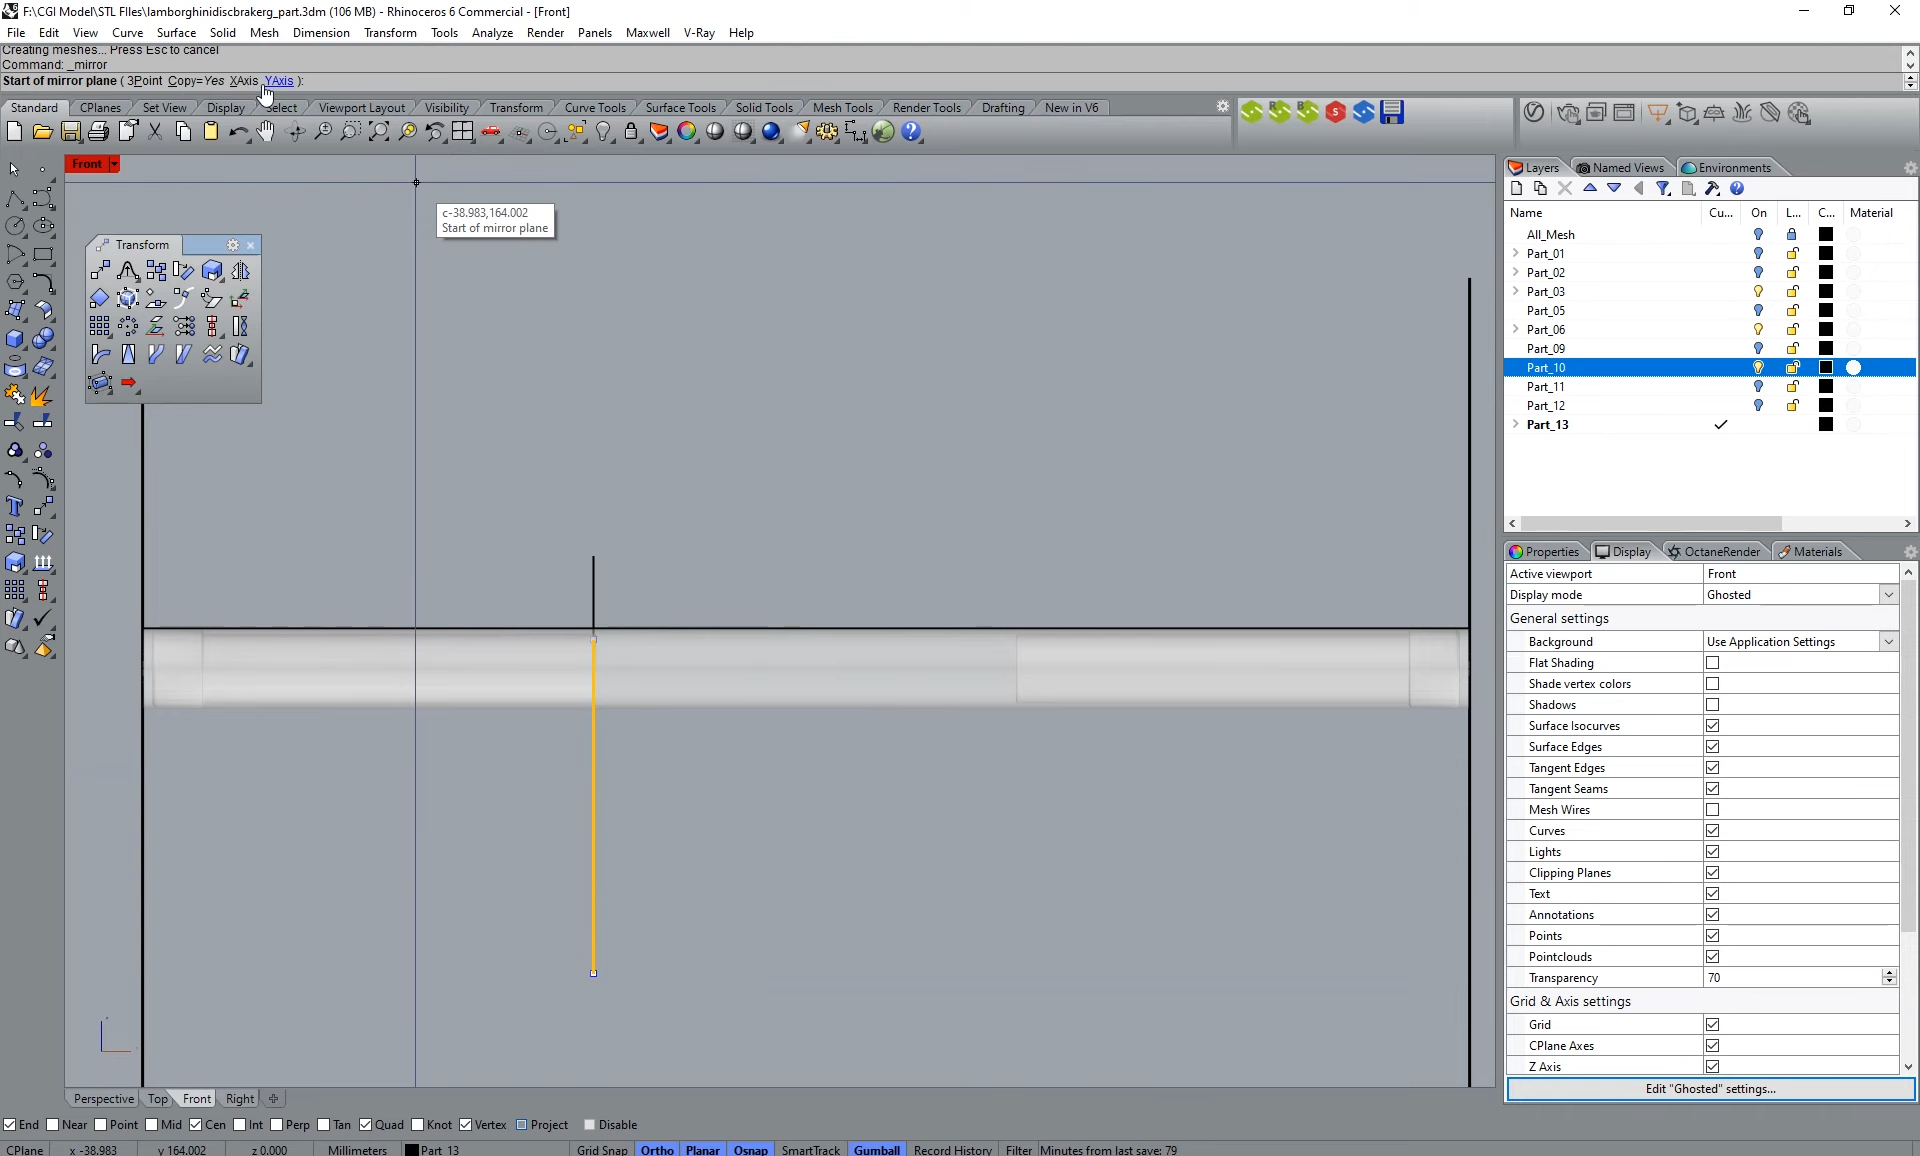 F:\CGI Model\STL FIles\lamborghinidiscbrakerg_part.3dm (106 MB) - Rhinoceros 6 Commercial - [Front]
File Edit View Curve Surface Solid Mesh Dimension Transform Tools Analyze Render Panels Maxwell V-Ray Help
Creating meshes... Press Esc to cancel
Command: _mirror
Start of mirror plane ( 3Point Copy=Yes XAxis YAxis ):
Standard CPlanes Set View Display Select Viewport Layout Visibility Transform Curve Tools Surface Tools Solid Tools Mesh Tools Render Tools Drafting New in V6
Front
c-38.983,164.002
Start of mirror plane
Transform
Layers Named Views Environments
Name Cu... On L... C... Material
All_Mesh
Part_01
Part_02
Part_03
Part_05
Part_06
Part_09
Part_10
Part_11
Part_12
Part_13
Properties Display OctaneRender Materials
Active viewport Front
Display mode Ghosted
General settings
Background Use Application Settings
Flat Shading
Shade vertex colors
Shadows
Surface Isocurves
Surface Edges
Tangent Edges
Tangent Seams
Mesh Wires
Curves
Lights
Clipping Planes
Text
Annotations
Points
Pointclouds
Transparency 70
Grid & Axis settings
Grid
CPlane Axes
Z Axis
Edit "Ghosted" settings...
Perspective Top Front Right
End Near Point Mid Cen Int Perp Tan Quad Knot Vertex Project Disable
CPlane x -38.983 y 164.002 z 0.000 Millimeters Part_13 Grid Snap Ortho Planar Osnap SmartTrack Gumball Record History Filter Minutes from last save: 79